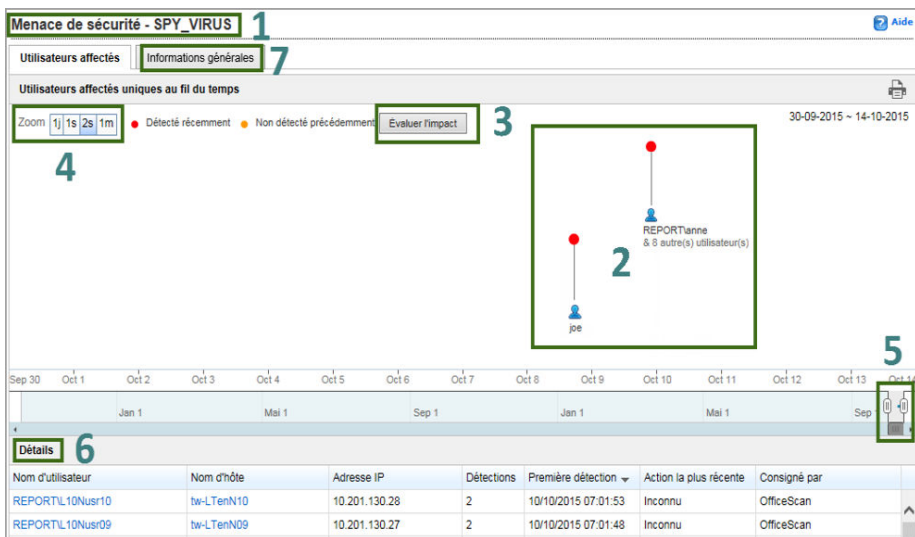 Menace de sécurité - SPY_VIRUS 1 Aide
Utilisateurs affectés Informations générales 7
Utilisateurs affectés uniques au fil du temps
Zoom 1j 1s 2s 1m Détecté récemment Non détecté précédemment Évaluer l'impact 3 30-09-2015 ~ 14-10-2015
4
REPORT\anne
& 8 autre(s) utilisateur(s)
2
joe
5
Sep 30 Oct 1 Oct 2 Oct 3 Oct 4 Oct 5 Oct 6 Oct 7 Oct 8 Oct 9 Oct 10 Oct 11 Oct 12 Oct 13 Oct 14
Jan 1 Mai 1 Sep 1 Jan 1 Mai 1 Sep
Détails 6
Nom d'utilisateur Nom d'hôte Adresse IP Détections Première détection Action la plus récente Consigné par
REPORT\L10Nusr10 tw-LTenN10 10.201.130.28 2 10/10/2015 07:01:53 Inconnu OfficeScan
REPORT\L10Nusr09 tw-LTenN09 10.201.130.27 2 10/10/2015 07:01:48 Inconnu OfficeScan